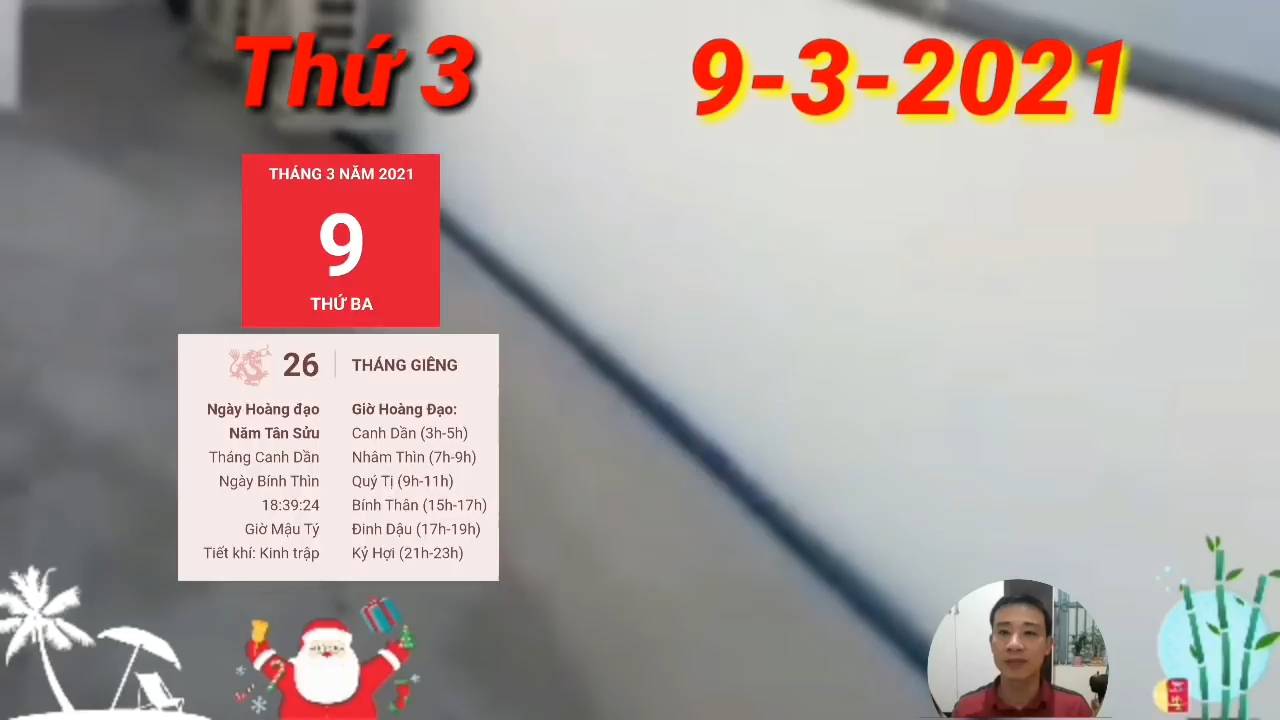 Thứ 3
9-3-2021
THÁNG 3 NĂM 2021
9
THỨ BA
26
THÁNG GIÊNG
Ngày Hoàng đạo
Năm Tân Sửu
Tháng Canh Dần
Ngày Bính Thìn
18:39:24
Giờ Mậu Tý
Tiết khí: Kinh trập
Giờ Hoàng Đạo:
Canh Dần (3h-5h)
Nhâm Thìn (7h-9h)
Quý Tị (9h-11h)
Bính Thân (15h-17h)
Đinh Dậu (17h-19h)
Kỷ Hợi (21h-23h)